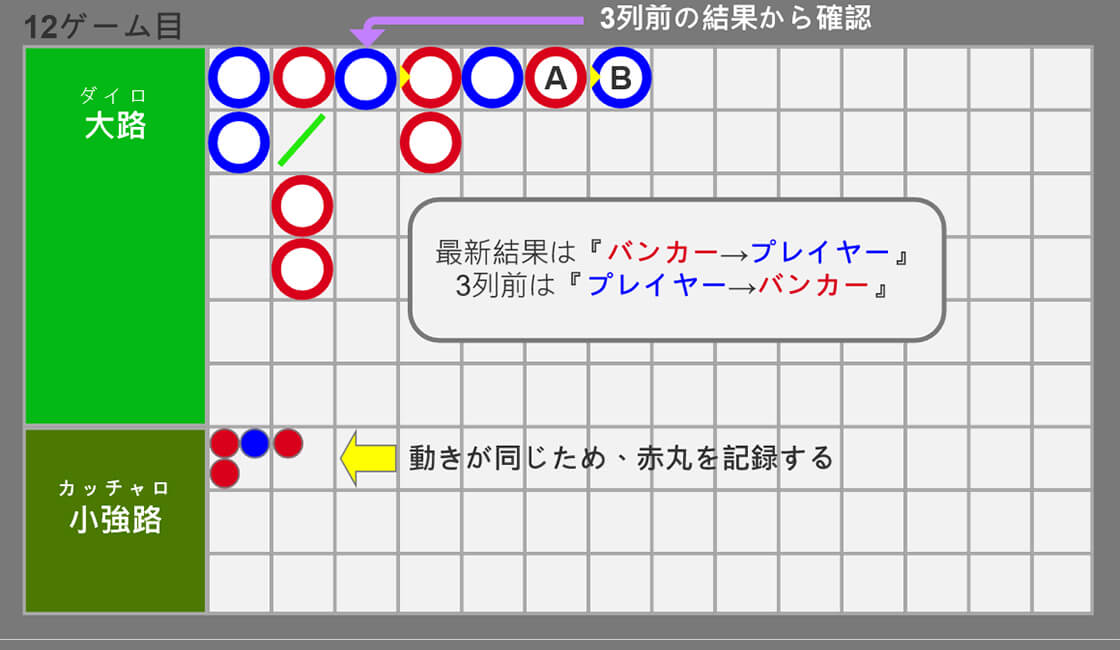 12ゲーム目
3列前の結果から確認
ダイロ
大路
A
B
最新結果は『バンカー→プレイヤー』
3列前は『プレイヤー→バンカー』
カッチャロ
小強路
動きが同じため、赤丸を記録する